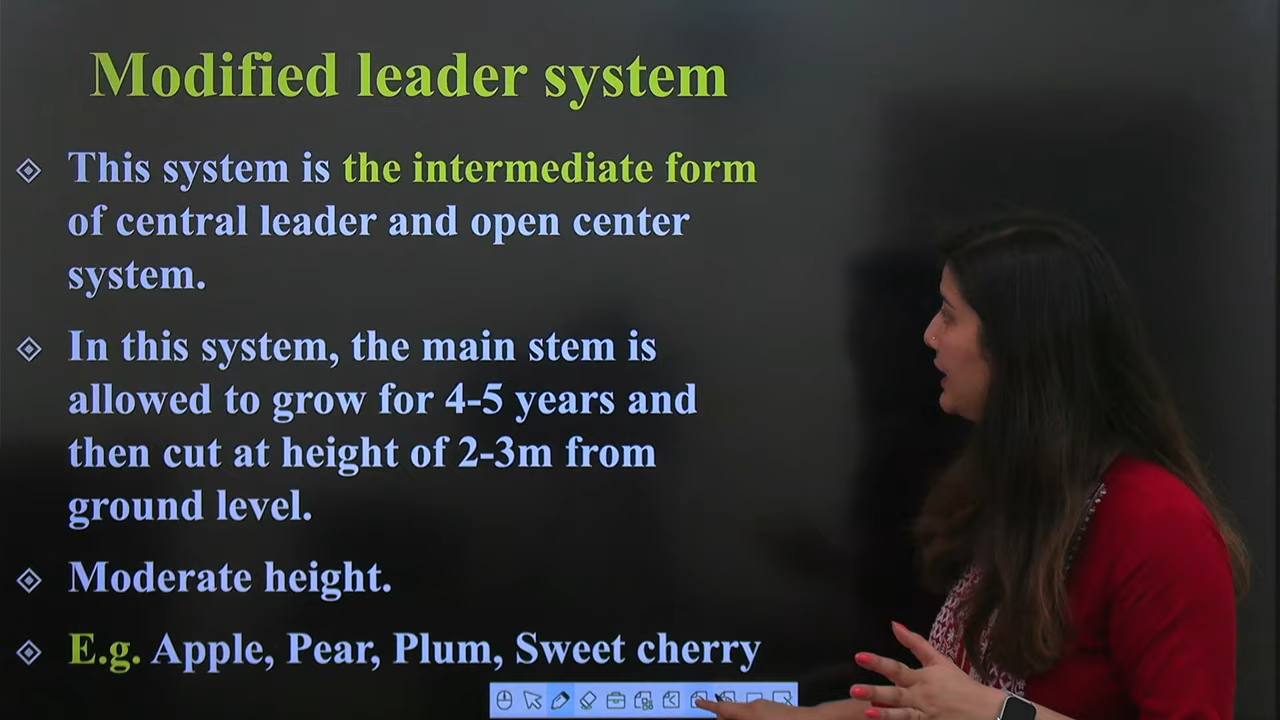 Modified leader system
This system is the intermediate form
of central leader and open center
system.
In this system, the main stem is
allowed to grow for 4-5 years and
then cut at height of 2-3m from
ground level.
Moderate height.
E.g. Apple, Pear, Plum, Sweet cherry